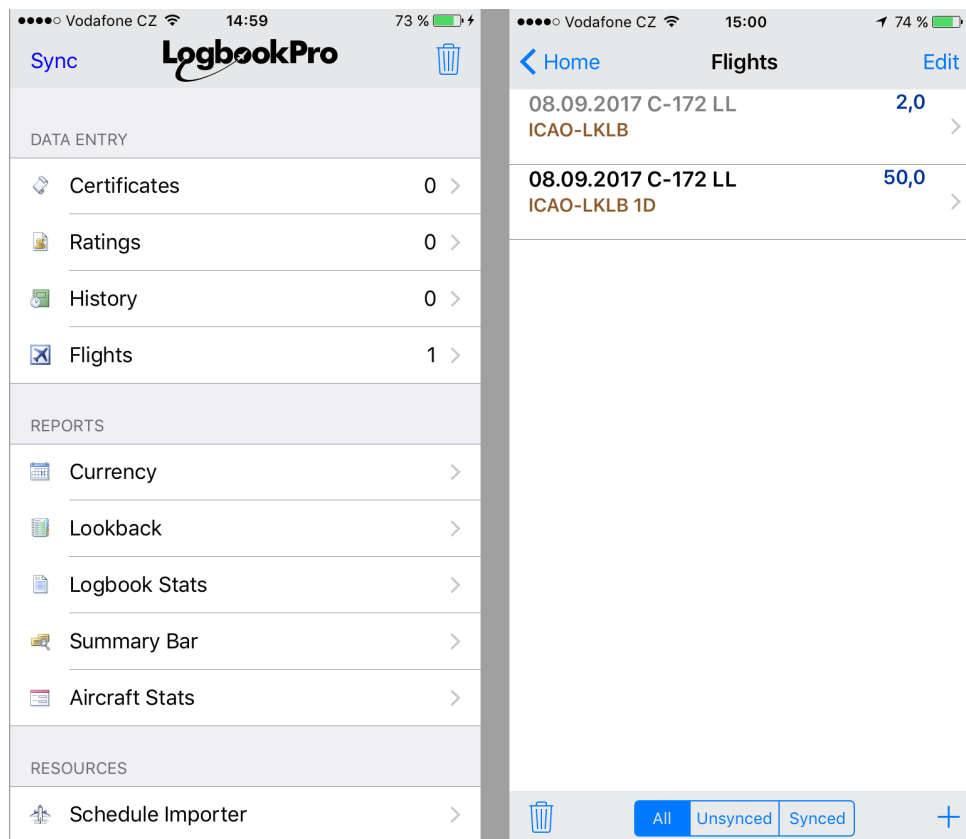 Vodafone CZ 14:59 73 %
Sync LogbookPro
DATA ENTRY
Certificates 0
Ratings 0
History 0
Flights 1
REPORTS
Currency
Lookback
Logbook Stats
Summary Bar
Aircraft Stats
RESOURCES
Schedule Importer
Vodafone CZ 15:00 74 %
Home Flights Edit
08.09.2017 C-172 LL 2,0
ICAO-LKLB
08.09.2017 C-172 LL 50,0
ICAO-LKLB 1D
All Unsynced Synced